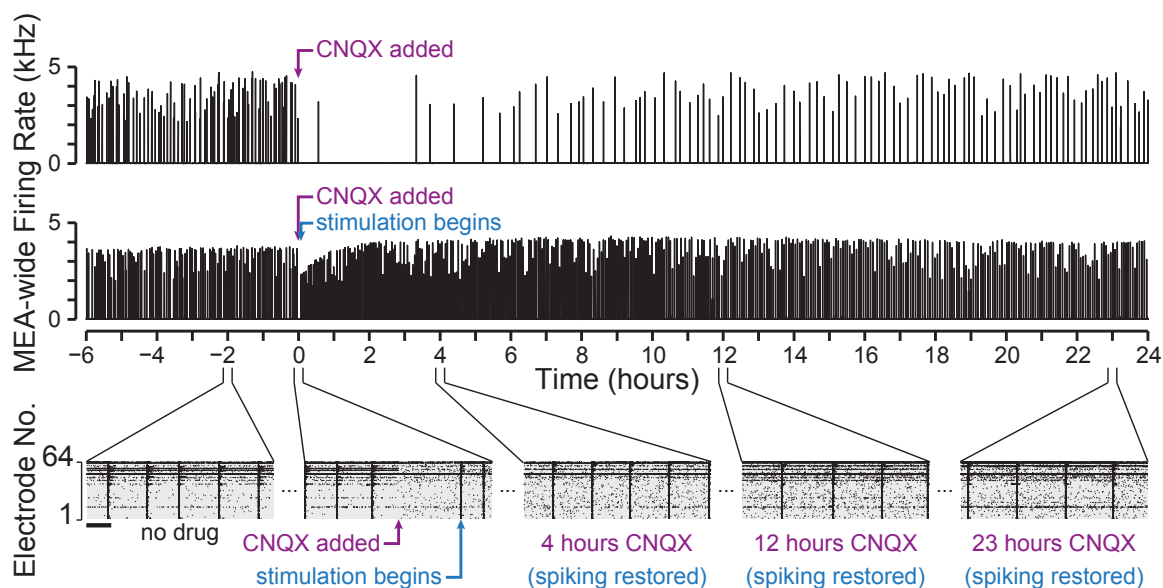 MEA-wide Firing Rate (kHz)
CNQX added
5
0
CNQX added
stimulation begins
5
0
−6 −4 −2 0 2 4 6 8 10 12 14 16 18 20 22 24
Time (hours)
Electrode No.
64
1
... ... ... ...
no drug
CNQX added
stimulation begins
4 hours CNQX
(spiking restored)
12 hours CNQX
(spiking restored)
23 hours CNQX
(spiking restored)